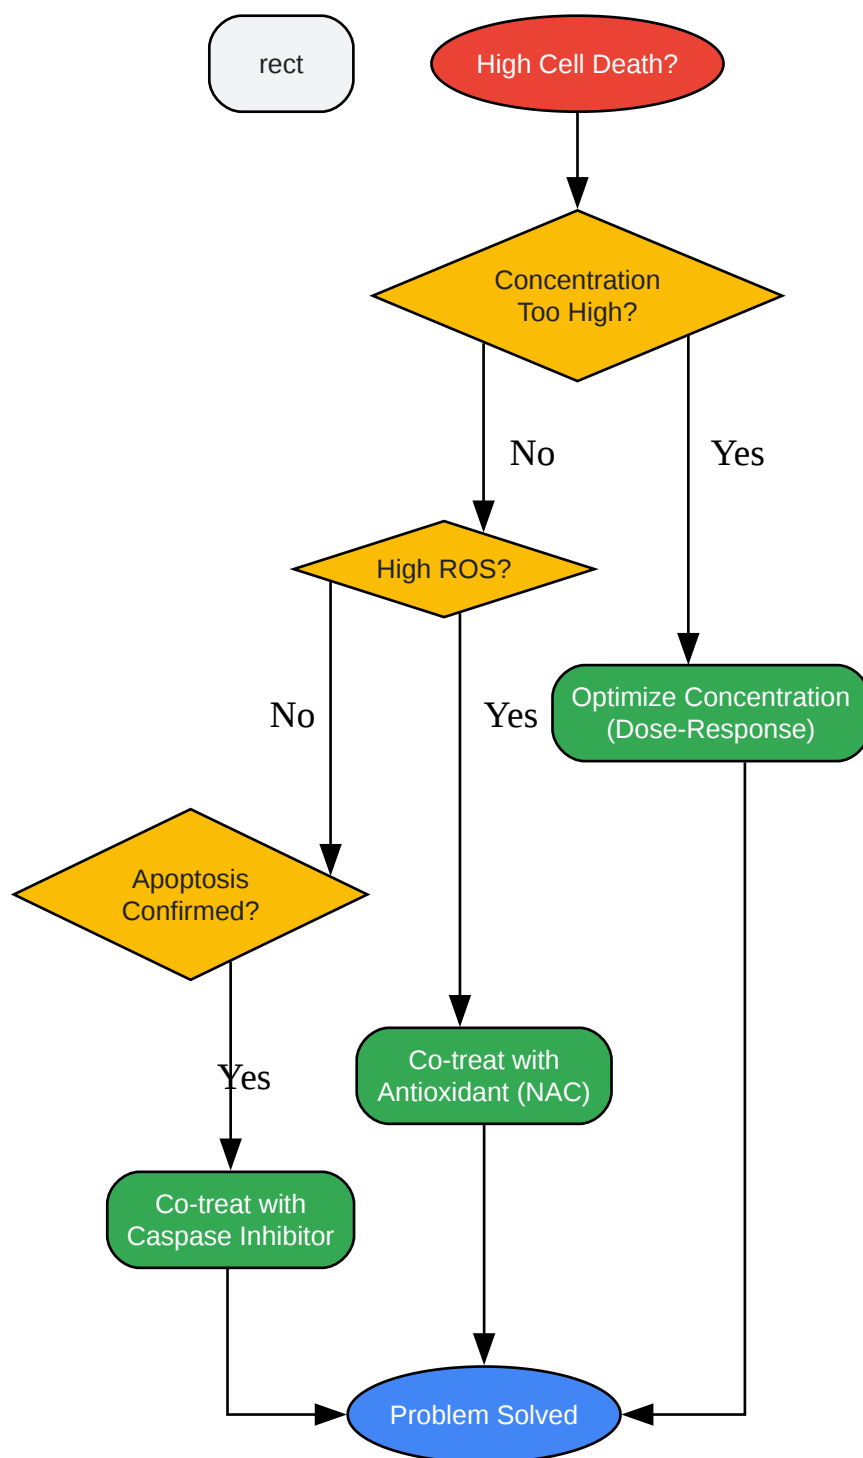 rect
High Cell Death?
Concentration
Too High?
No
Yes
High ROS?
Optimize Concentration
(Dose-Response)
No
Yes
Apoptosis
Confirmed?
Co-treat with
Antioxidant (NAC)
Yes
Co-treat with
Caspase Inhibitor
Problem Solved